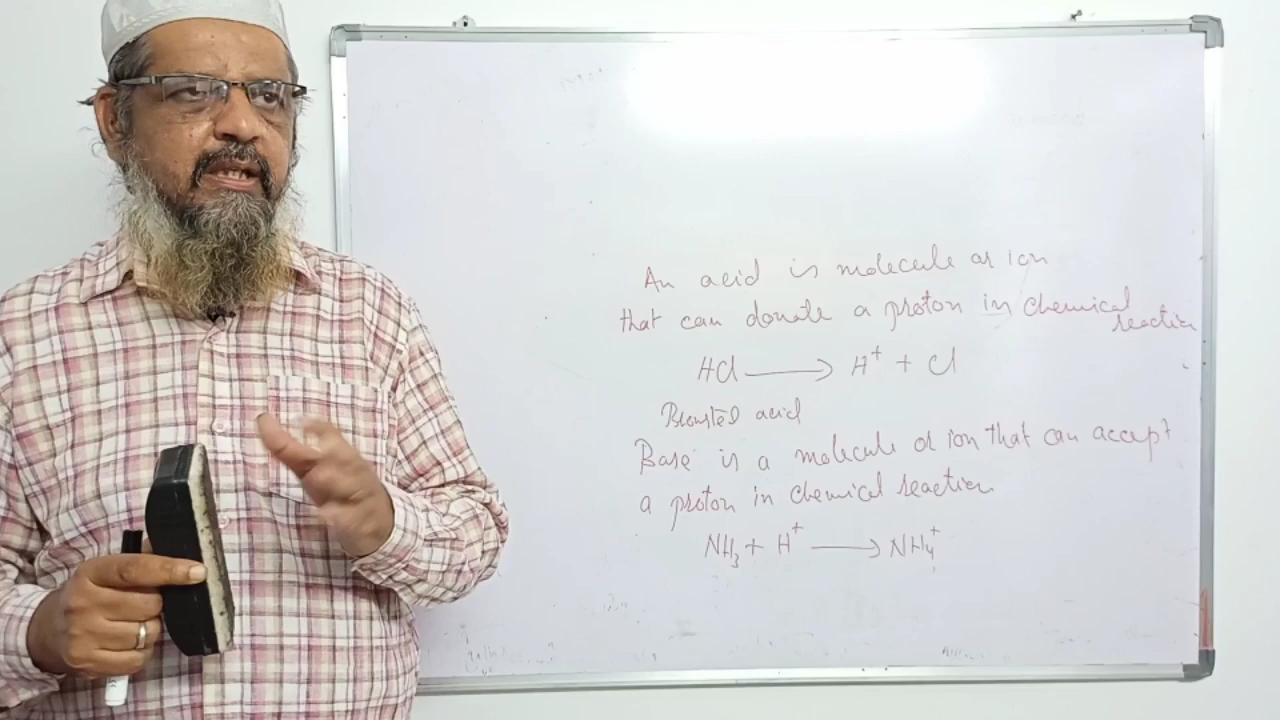 An acid is molecule or ion
that can donate a proton in chemical reaction
HCl ⟶ H⁺ + Cl
Bronsted acid
Base is a molecule or ion that can accept
a proton in chemical reaction
NH₃ + H⁺ ⟶ NH₄⁺